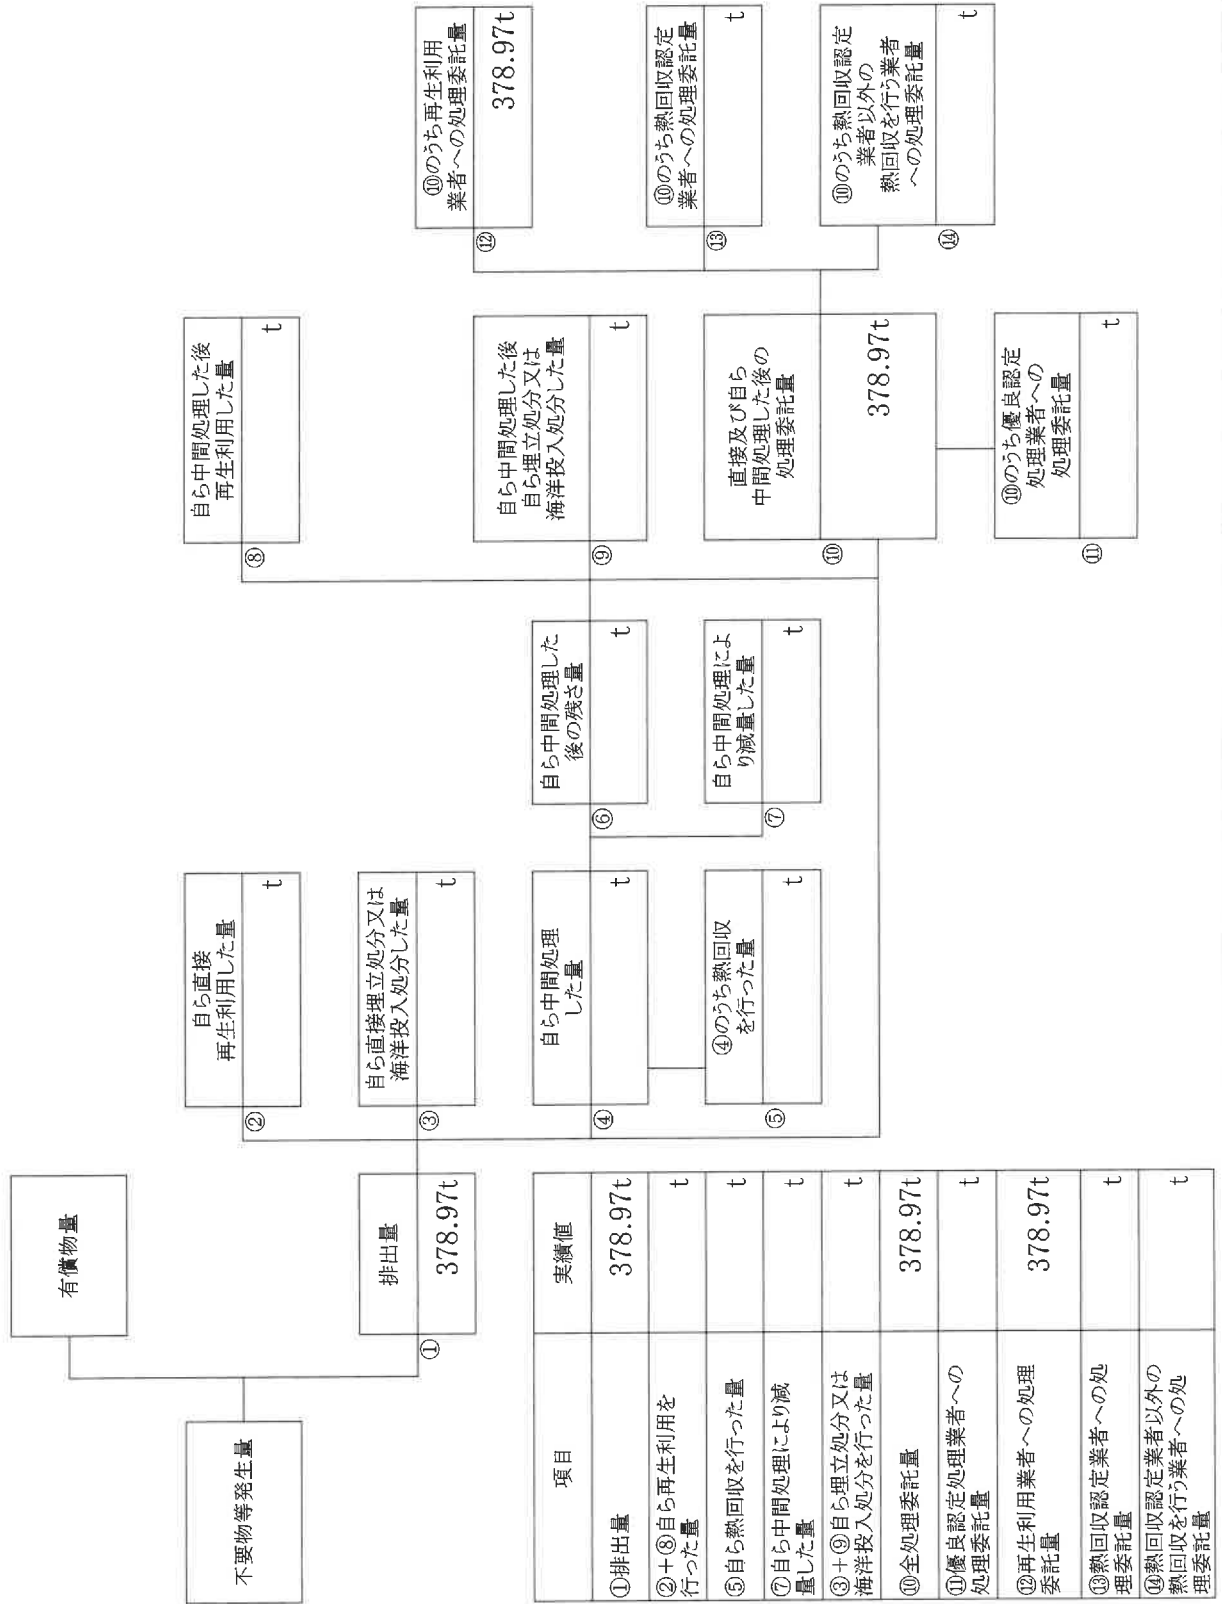 不要物等発生量
有償物量
①
排出量
378.97t
②
自ら直接
再生利用した量
t
③
自ら直接埋立処分又は
海洋投入処分した量
t
④
自ら中間処理
した量
t
⑤
④のうち熱回収
を行った量
t
⑥
自ら中間処理した
後の残さ量
t
⑦
自ら中間処理によ
り減量した量
t
⑧
自ら中間処理した後
再生利用した量
t
⑨
自ら中間処理した後
自ら埋立処分又は
海洋投入処分した量
t
⑩
直接及び自ら
中間処理した後の
処理委託量
378.97t
⑪
⑩のうち優良認定
処理業者への
処理委託量
t
⑫
⑩のうち再生利用
業者への処理委託量
378.97t
⑬
⑩のうち熱回収認定
業者への処理委託量
t
⑭
⑩のうち熱回収認定
業者以外の
熱回収を行う業者
への処理委託量
t
項目 実績値
①排出量 378.97t
②+⑧自ら再生利用を
行った量 t
⑤自ら熱回収を行った量 t
⑦自ら中間処理により減
量した量 t
③+⑨自ら埋立処分又は
海洋投入処分を行った量 t
⑩全処理委託量 378.97t
⑪優良認定処理業者への
処理委託量 t
⑫再生利用業者への処理
委託量 378.97t
⑬熱回収認定業者への処
理委託量 t
⑭熱回収認定業者以外の
熱回収を行う業者への処
理委託量 t